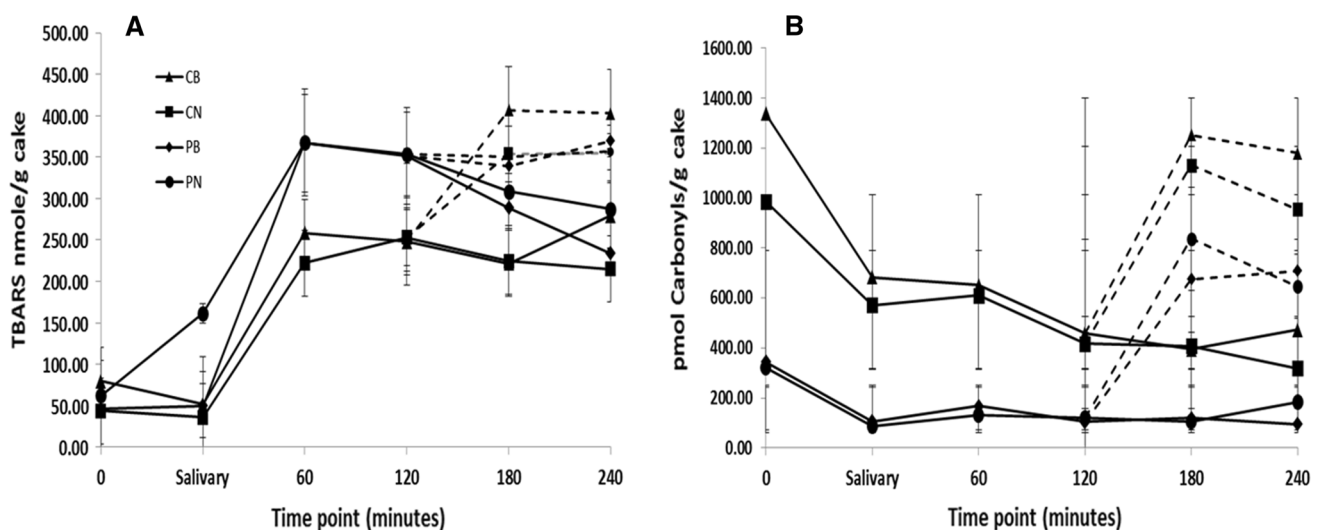 A
TBARS nmole/g cake
500.00
450.00
400.00
350.00
300.00
250.00
200.00
150.00
100.00
50.00
0.00
CB
CN
PB
PN
0 Salivary 60 120 180 240
Time point (minutes)
B
pmol Carbonyls/g cake
1600.00
1400.00
1200.00
1000.00
800.00
600.00
400.00
200.00
0.00
0 Salivary 60 120 180 240
Time point (minutes)